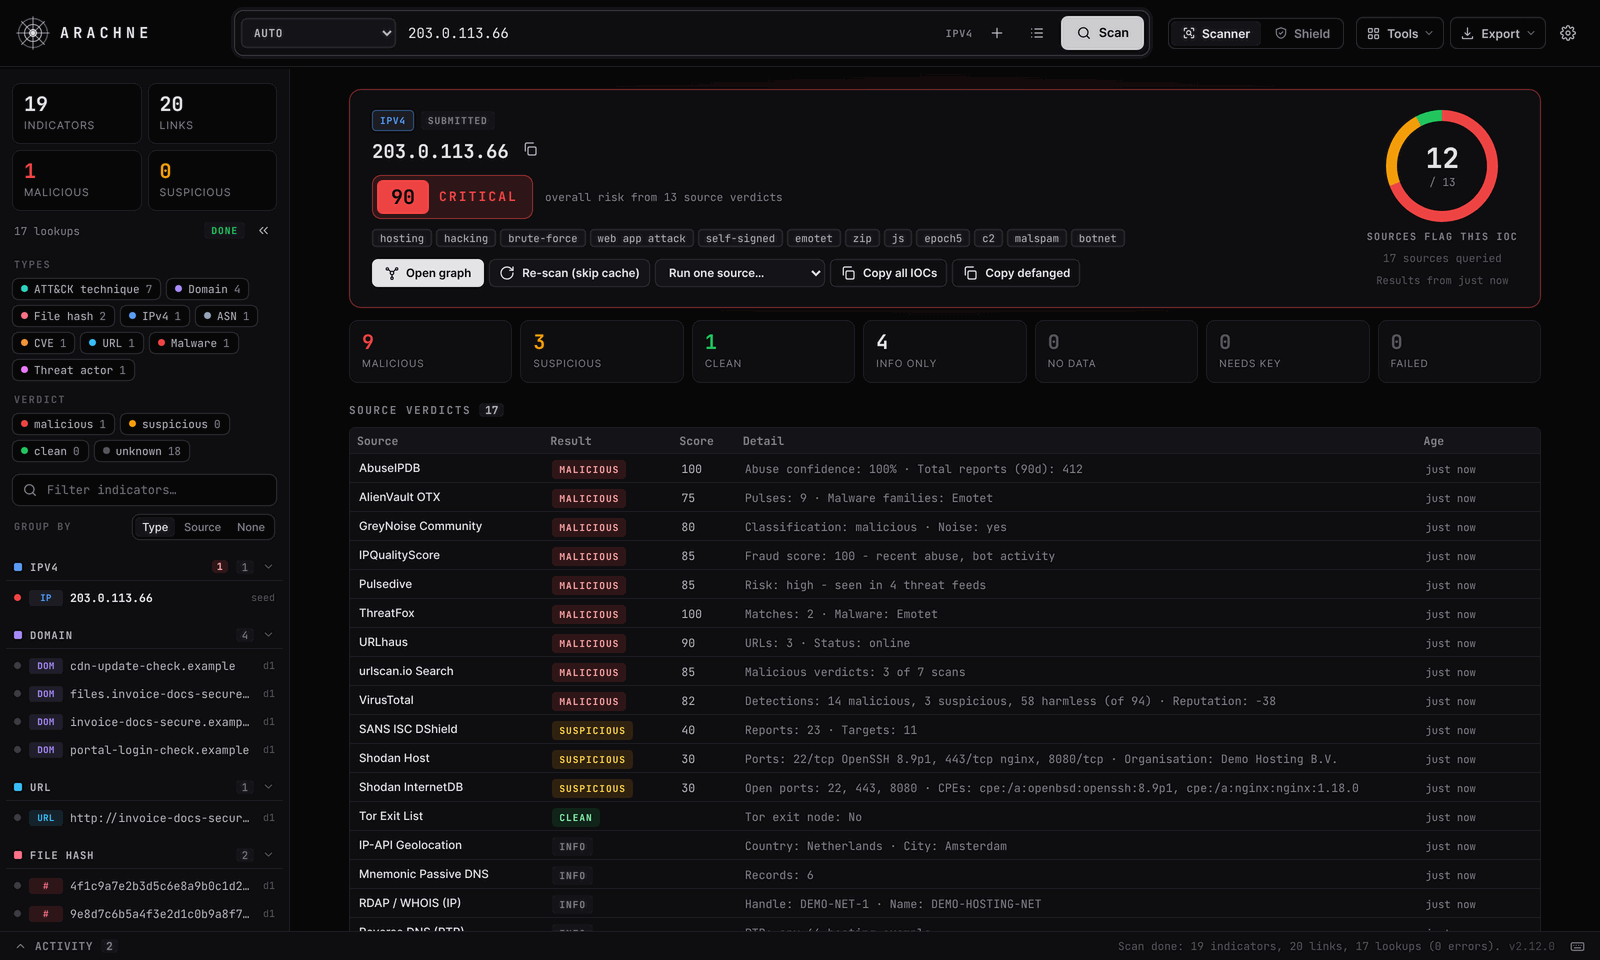 ARACHNE
AUTO
203.0.113.66
IPV4
Scan
Scanner
Shield
Tools
Export
19
INDICATORS
20
LINKS
1
MALICIOUS
0
SUSPICIOUS
17 lookups
DONE
TYPES
ATT&CK technique 7
Domain 4
File hash 2
IPv4 1
ASN 1
CVE 1
URL 1
Malware 1
Threat actor 1
VERDICT
malicious 1
suspicious 0
clean 0
unknown 18
Filter indicators…
GROUP BY
Type
Source
None
IPV4
1
1
IP
203.0.113.66
seed
DOMAIN
4
DOM cdn-update-check.example d1
DOM files.invoice-docs-secure… d1
DOM invoice-docs-secure.examp… d1
DOM portal-login-check.example d1
URL
1
URL http://invoice-docs-secur… d1
FILE HASH
2
# 4f1c9a7e2b3d5c6e8a9b0c1d2… d1
# 9e8d7c6b5a4f3e2d1c0b9a8f7… d1
IPV4
SUBMITTED
203.0.113.66
90 CRITICAL
overall risk from 13 source verdicts
hosting
hacking
brute-force
web app attack
self-signed
emotet
zip
js
epoch5
c2
malspam
botnet
Open graph
Re-scan (skip cache)
Run one source…
Copy all IOCs
Copy defanged
12
/ 13
SOURCES FLAG THIS IOC
17 sources queried
Results from just now
9
MALICIOUS
3
SUSPICIOUS
1
CLEAN
4
INFO ONLY
0
NO DATA
0
NEEDS KEY
0
FAILED
SOURCE VERDICTS 17
Source Result Score Detail Age
AbuseIPDB MALICIOUS 100 Abuse confidence: 100% · Total reports (90d): 412 just now
AlienVault OTX MALICIOUS 75 Pulses: 9 · Malware families: Emotet just now
GreyNoise Community MALICIOUS 80 Classification: malicious · Noise: yes just now
IPQualityScore MALICIOUS 85 Fraud score: 100 - recent abuse, bot activity just now
Pulsedive MALICIOUS 85 Risk: high - seen in 4 threat feeds just now
ThreatFox MALICIOUS 100 Matches: 2 · Malware: Emotet just now
URLhaus MALICIOUS 90 URLs: 3 · Status: online just now
urlscan.io Search MALICIOUS 85 Malicious verdicts: 3 of 7 scans just now
VirusTotal MALICIOUS 82 Detections: 14 malicious, 3 suspicious, 58 harmless (of 94) · Reputation: -38 just now
SANS ISC DShield SUSPICIOUS 40 Reports: 23 · Targets: 11 just now
Shodan Host SUSPICIOUS 30 Ports: 22/tcp OpenSSH 8.9p1, 443/tcp nginx, 8080/tcp · Organisation: Demo Hosting B.V. just now
Shodan InternetDB SUSPICIOUS 30 Open ports: 22, 443, 8080 · CPEs: cpe:/a:openbsd:openssh:8.9p1, cpe:/a:nginx:nginx:1.18.0 just now
Tor Exit List CLEAN Tor exit node: No just now
IP-API Geolocation INFO Country: Netherlands · City: Amsterdam just now
Mnemonic Passive DNS INFO Records: 6 just now
RDAP / WHOIS (IP) INFO Handle: DEMO-NET-1 · Name: DEMO-HOSTING-NET just now
ACTIVITY 2
Scan done: 19 indicators, 20 links, 17 lookups (0 errors). v2.12.0